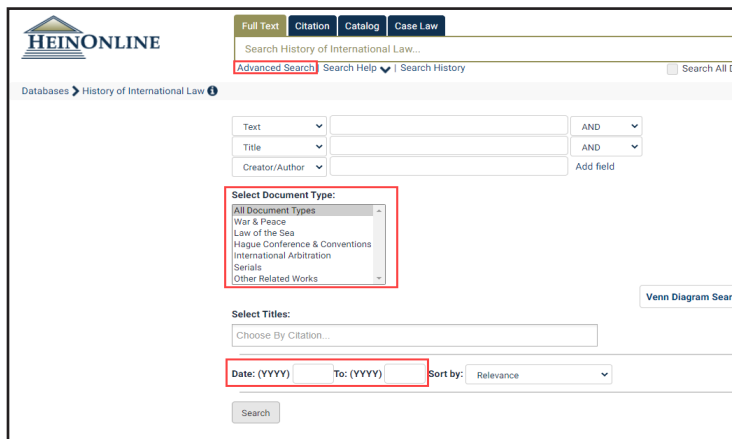 HEINONLINE
Full Text Citation Catalog Case Law
Search History of International Law...
Advanced Search | Search Help | Search History Search All D
Databases History of International Law
Text AND
Title AND
Creator/Author Add field
Select Document Type:
All Document Types
War & Peace
Law of the Sea
Hague Conference & Conventions
International Arbitration
Serials
Other Related Works
Venn Diagram Sear
Select Titles:
Choose By Citation...
Date: (YYYY) To: (YYYY) Sort by: Relevance
Search